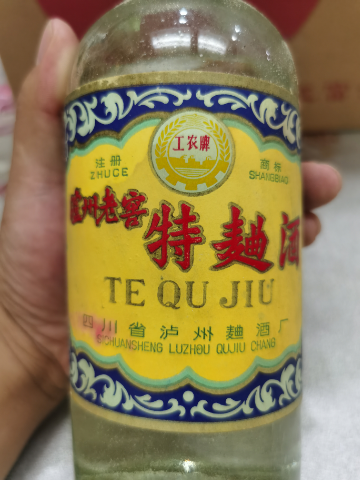 工农牌
注册 商标
ZHUCE SHANGBIAO
泸州老窖 特麯酒
TE QU JIU
四川省泸州麯酒厂
SICHUANSHENG LUZHOU QUJIU CHANG